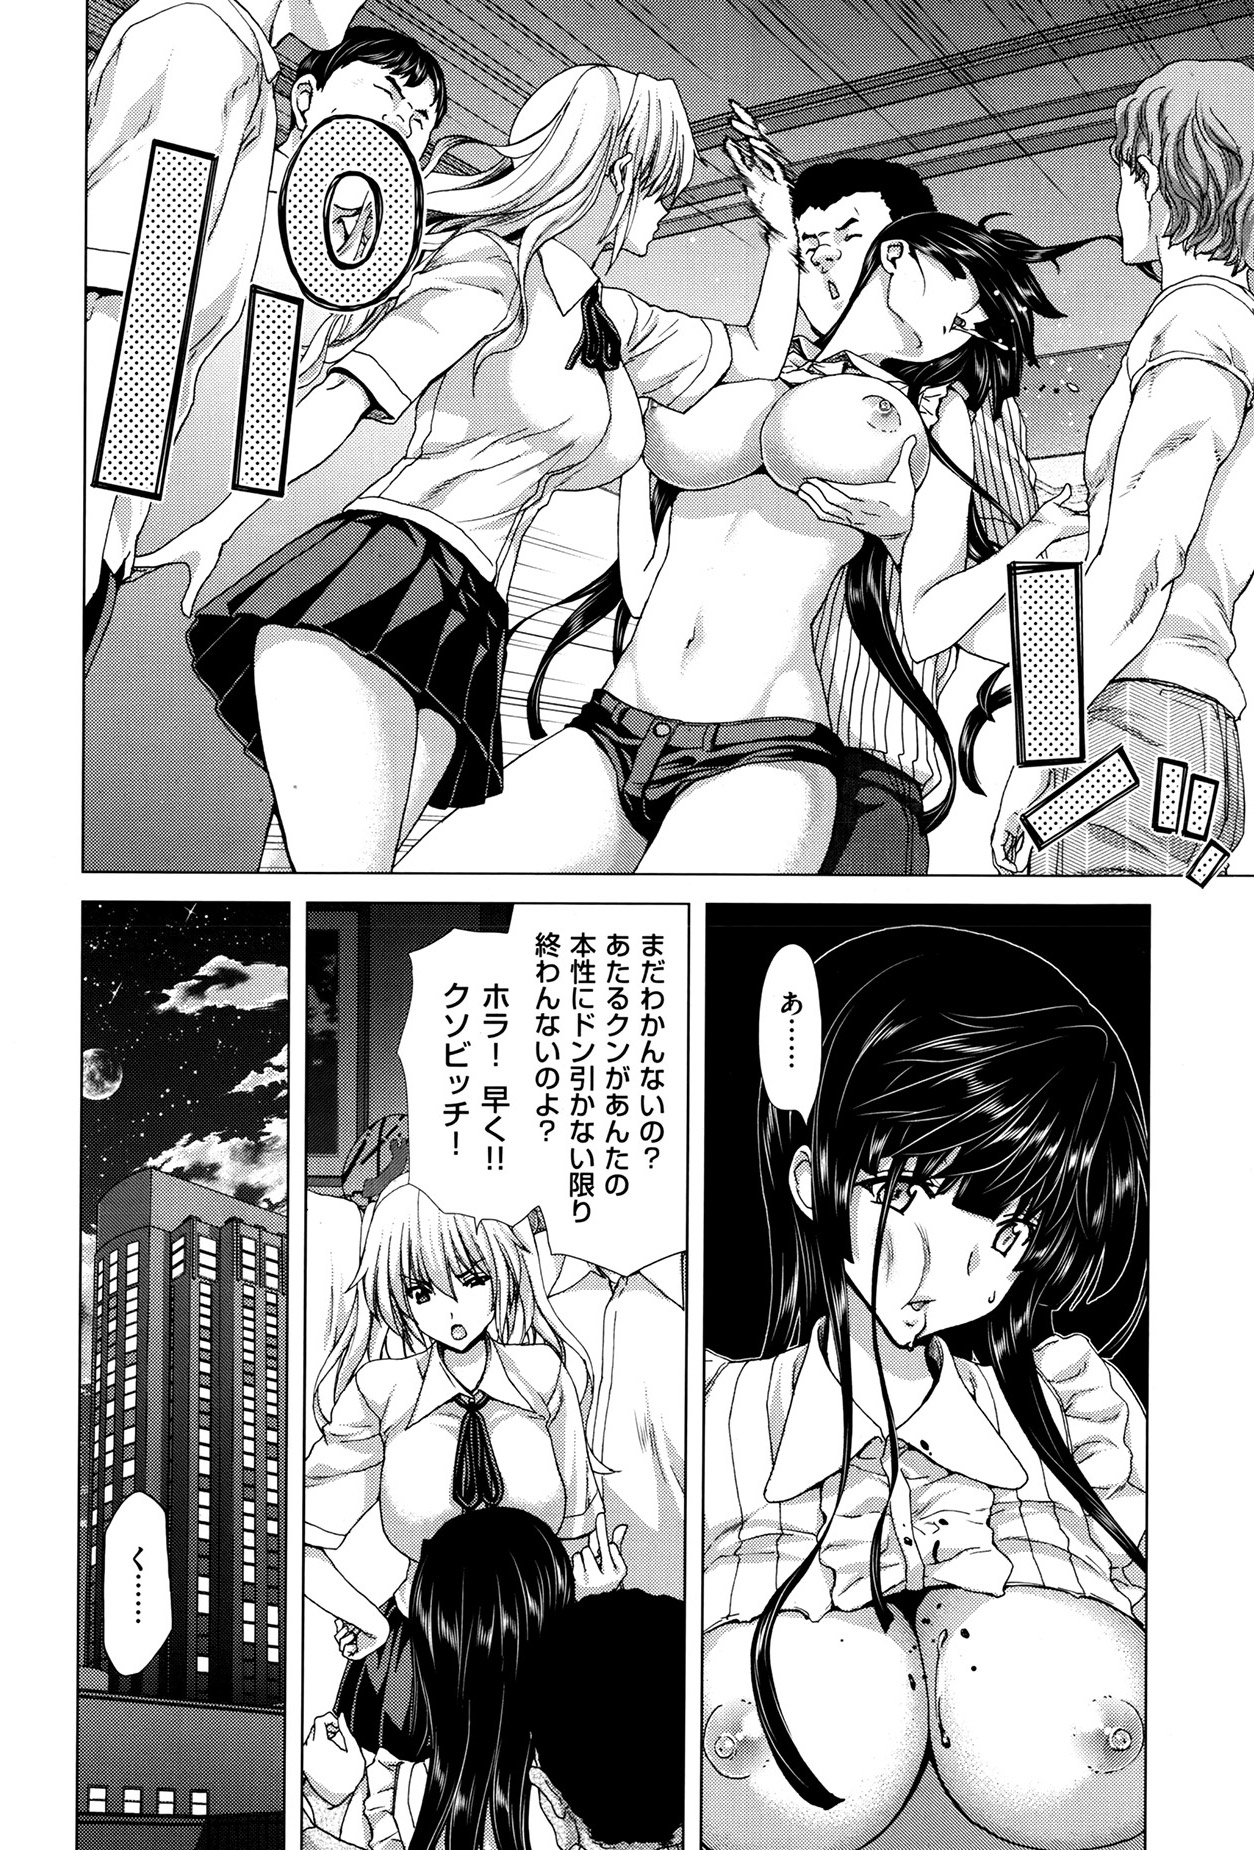 あ……
まだわかんないの?
あたるクンがあんたの
本性にドン引かない限り
終わんないのよ?
ホラ! 早く!!
クソビッチ!
く……